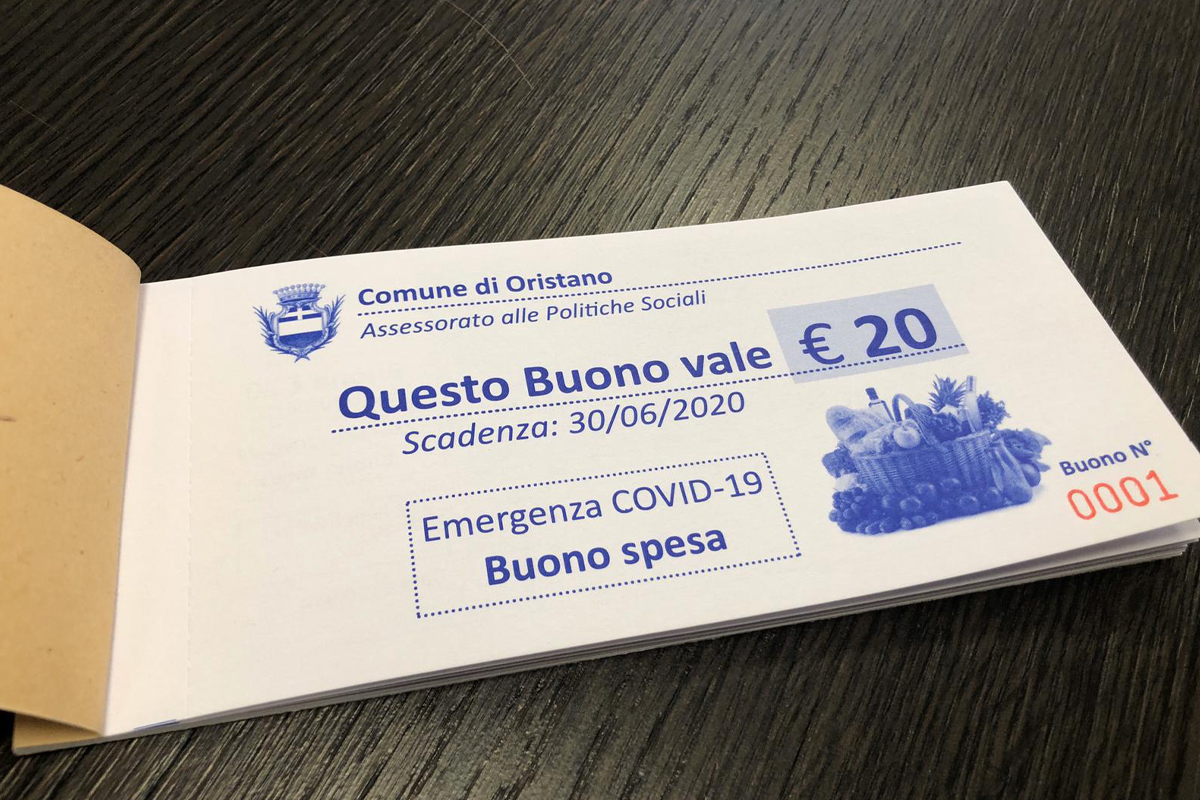 Comune di Oristano
Assessorato alle Politiche Sociali
Questo Buono vale € 20
Scadenza: 30/06/2020
Emergenza COVID-19
Buono spesa
Buono N°
0001